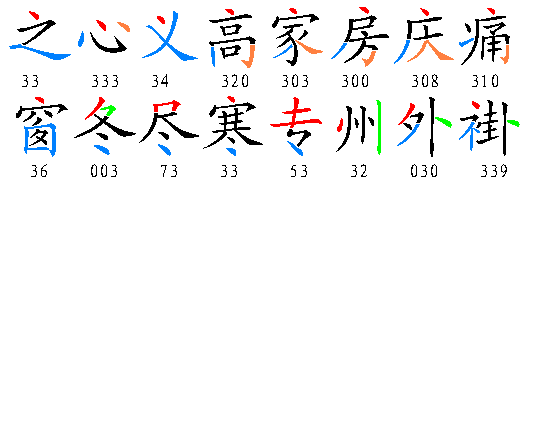 之 心 义 高 家 房 庆 痛
33 333 34 320 303 300 308 310
窗 冬 尽 寒 专 州 外 褂
36 003 73 33 53 32 030 339